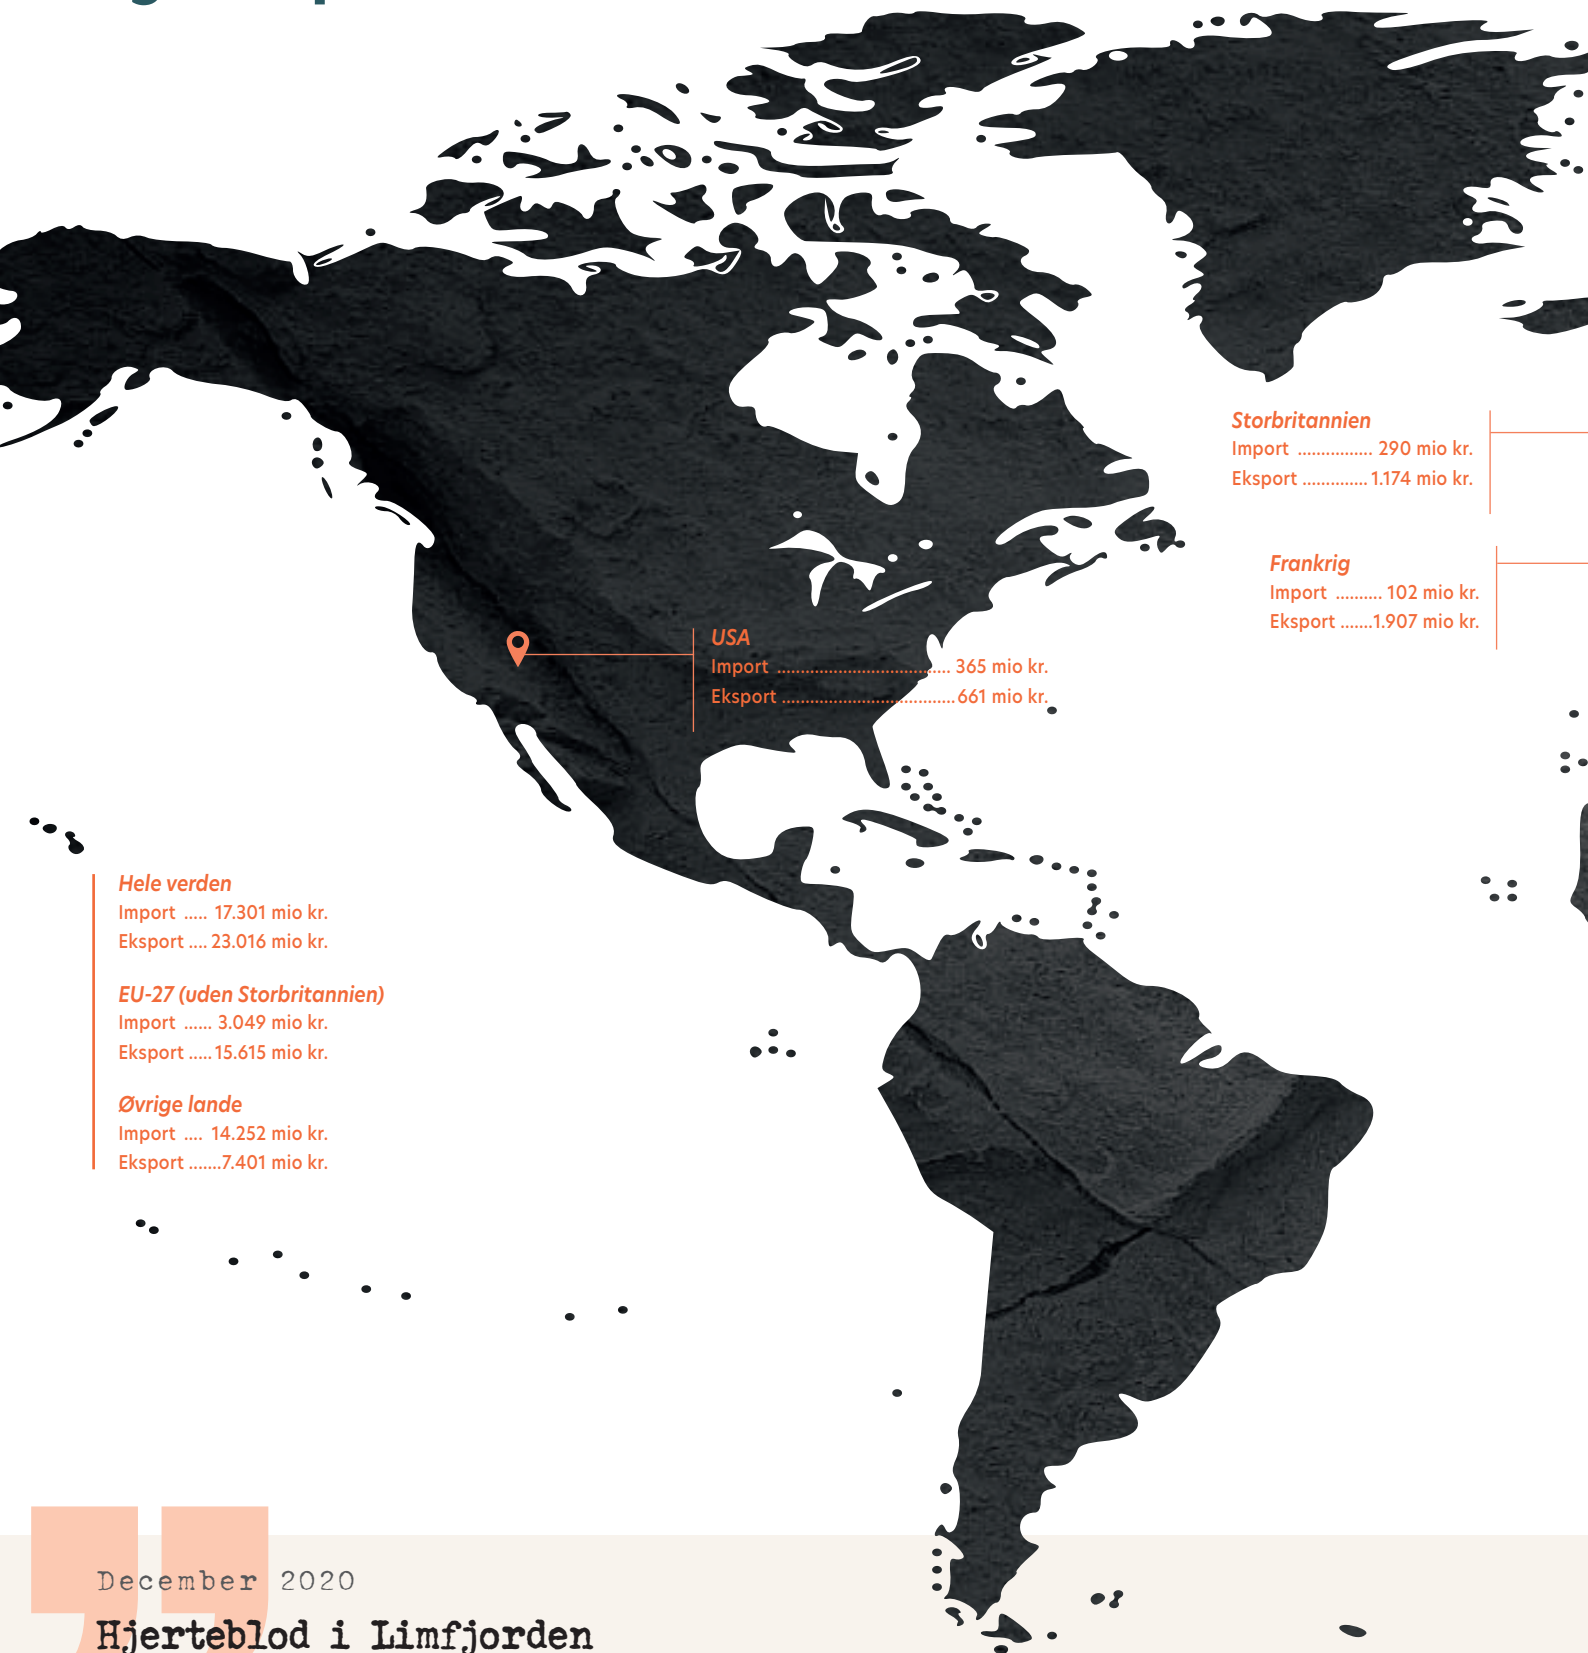 Storbritannien
Import ............... 290 mio kr.
Eksport ..............1.174 mio kr.
Frankrig
Import .......... 102 mio kr.
Eksport .......1.907 mio kr.
USA
Import ...................................... 365 mio kr.
Eksport ......................................661 mio kr.
Hele verden
Import ..... 17.301 mio kr.
Eksport .... 23.016 mio kr.
EU-27 (uden Storbritannien)
Import ...... 3.049 mio kr.
Eksport .....15.615 mio kr.
Øvrige lande
Import .... 14.252 mio kr.
Eksport .......7.401 mio kr.
December 2020
Hjerteblod i Limfjorden